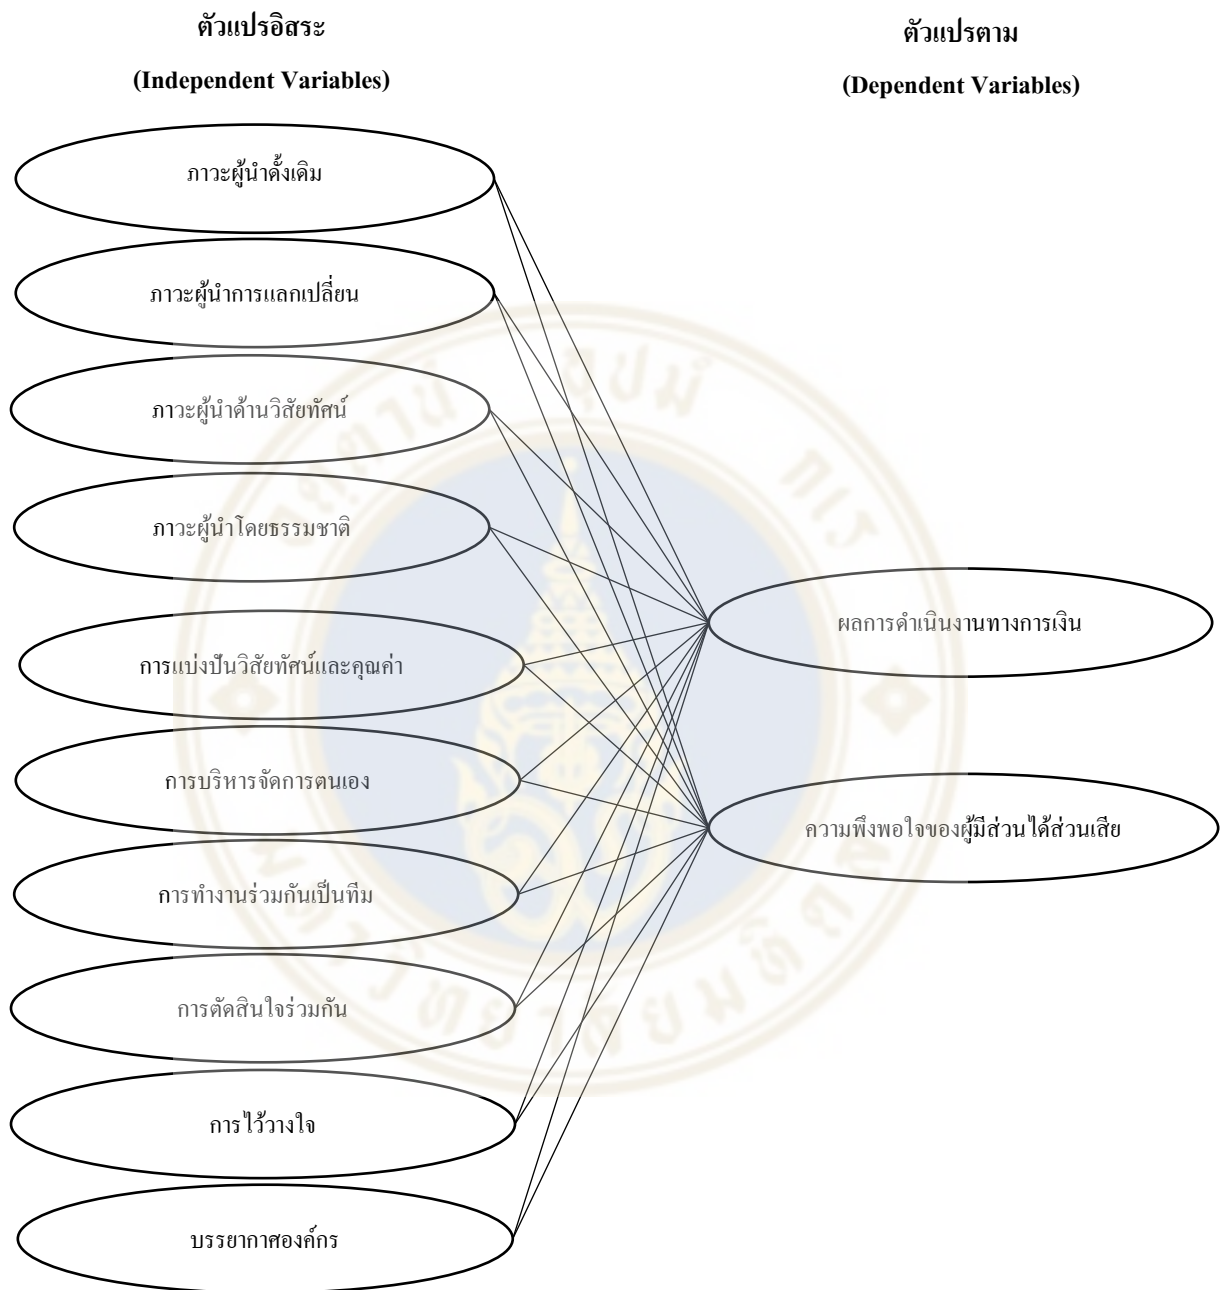 ตัวแปรอิสระ
(Independent Variables)
ตัวแปรตาม
(Dependent Variables)
ภาวะผู้นำดั้งเดิม
ภาวะผู้นำการแลกเปลี่ยน
ภาวะผู้นำด้านวิสัยทัศน์
ภาวะผู้นำโดยธรรมชาติ
การแบ่งปันวิสัยทัศน์และคุณค่า
การบริหารจัดการตนเอง
การทำงานร่วมกันเป็นทีม
การตัดสินใจร่วมกัน
การไว้วางใจ
บรรยากาศองค์กร
ผลการดำเนินงานทางการเงิน
ความพึงพอใจของผู้มีส่วนได้ส่วนเสีย